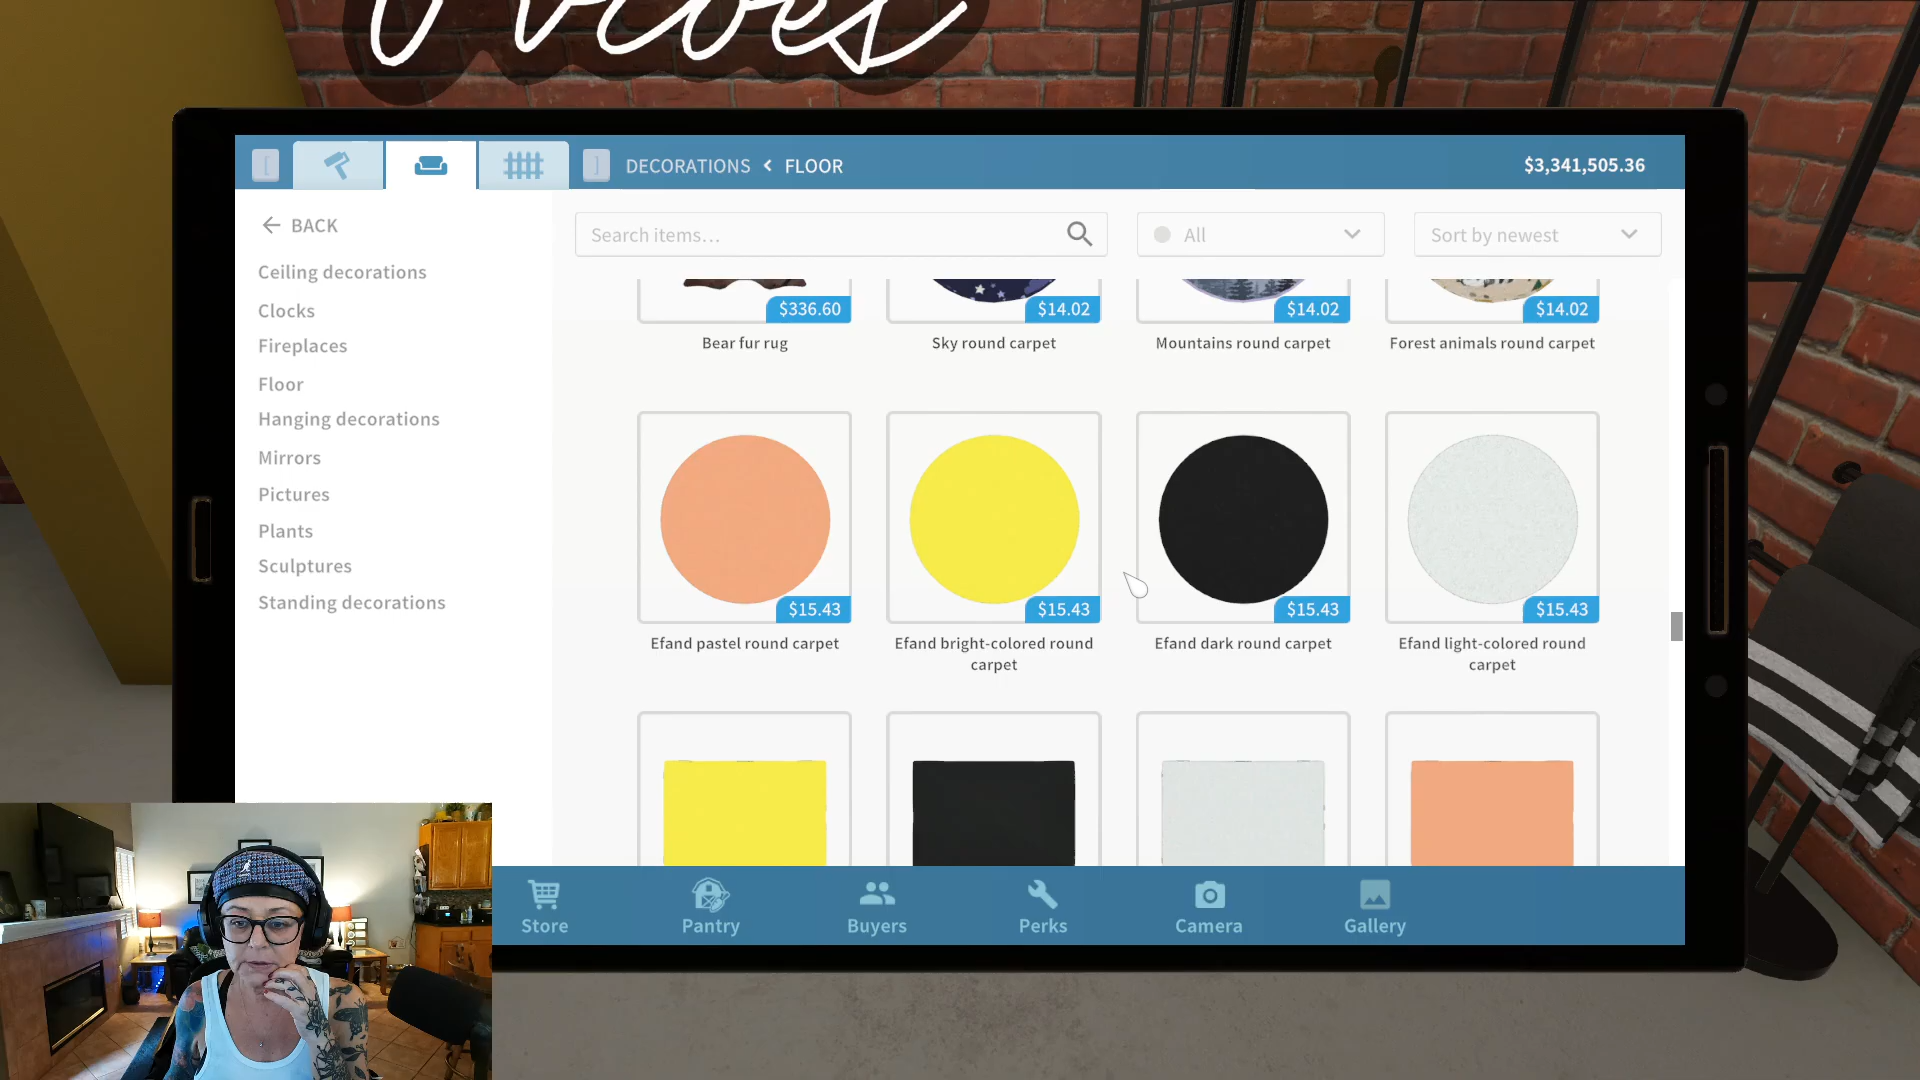 Vibes
[
]
DECORATIONS < FLOOR
$3,341,505.36
BACK
Search items...
All
Sort by newest
Ceiling decorations
Clocks
Fireplaces
Floor
Hanging decorations
Mirrors
Pictures
Plants
Sculptures
Standing decorations
$336.60
$14.02
$14.02
$14.02
Bear fur rug
Sky round carpet
Mountains round carpet
Forest animals round carpet
$15.43
$15.43
$15.43
$15.43
Efand pastel round carpet
Efand bright-colored round
carpet
Efand dark round carpet
Efand light-colored round
carpet
Store
Pantry
Buyers
Perks
Camera
Gallery